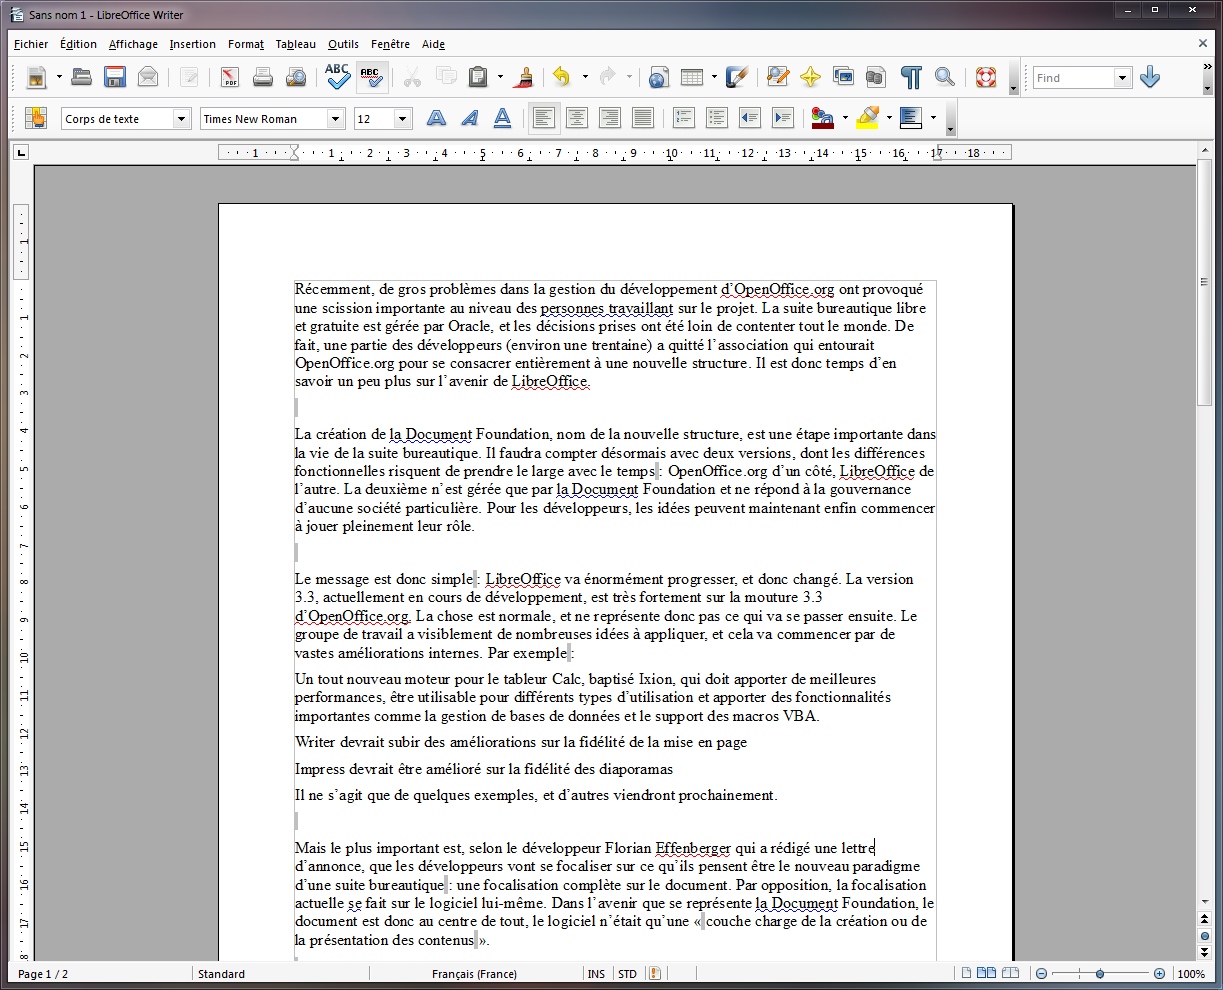 Sans nom 1 - LibreOffice Writer
Fichier Édition Affichage Insertion Format Tableau Outils Fenêtre Aide
PDF ABC ABC Find
Corps de texte Times New Roman 12 A A A
1 1 2 3 4 5 6 7 8 9 10 11 12 13 14 15 16 17 18
1
1
2
3
4
5
6
7
8
9
10
11
12
13
14
15
16
17
Récemment, de gros problèmes dans la gestion du développement d’OpenOffice.org ont provoqué
une scission importante au niveau des personnes travaillant sur le projet. La suite bureautique libre
et gratuite est gérée par Oracle, et les décisions prises ont été loin de contenter tout le monde. De
fait, une partie des développeurs (environ une trentaine) a quitté l’association qui entourait
OpenOffice.org pour se consacrer entièrement à une nouvelle structure. Il est donc temps d’en
savoir un peu plus sur l’avenir de LibreOffice.
La création de la Document Foundation, nom de la nouvelle structure, est une étape importante dans
la vie de la suite bureautique. Il faudra compter désormais avec deux versions, dont les différences
fonctionnelles risquent de prendre le large avec le temps : OpenOffice.org d’un côté, LibreOffice de
l’autre. La deuxième n’est gérée que par la Document Foundation et ne répond à la gouvernance
d’aucune société particulière. Pour les développeurs, les idées peuvent maintenant enfin commencer
à jouer pleinement leur rôle.
Le message est donc simple : LibreOffice va énormément progresser, et donc changé. La version
3.3, actuellement en cours de développement, est très fortement sur la mouture 3.3
d’OpenOffice.org. La chose est normale, et ne représente donc pas ce qui va se passer ensuite. Le
groupe de travail a visiblement de nombreuses idées à appliquer, et cela va commencer par de
vastes améliorations internes. Par exemple :
Un tout nouveau moteur pour le tableur Calc, baptisé Ixion, qui doit apporter de meilleures
performances, être utilisable pour différents types d’utilisation et apporter des fonctionnalités
importantes comme la gestion de bases de données et le support des macros VBA.
Writer devrait subir des améliorations sur la fidélité de la mise en page
Impress devrait être amélioré sur la fidélité des diaporamas
Il ne s’agit que de quelques exemples, et d’autres viendront prochainement.
Mais le plus important est, selon le développeur Florian Effenberger qui a rédigé une lettre
d’annonce, que les développeurs vont se focaliser sur ce qu’ils pensent être le nouveau paradigme
d’une suite bureautique : une focalisation complète sur le document. Par opposition, la focalisation
actuelle se fait sur le logiciel lui-même. Dans l’avenir que se représente la Document Foundation, le
document est donc au centre de tout, le logiciel n’était qu’une « couche charge de la création ou de
la présentation des contenus ».
Page 1 / 2 Standard Français (France) INS STD 100%